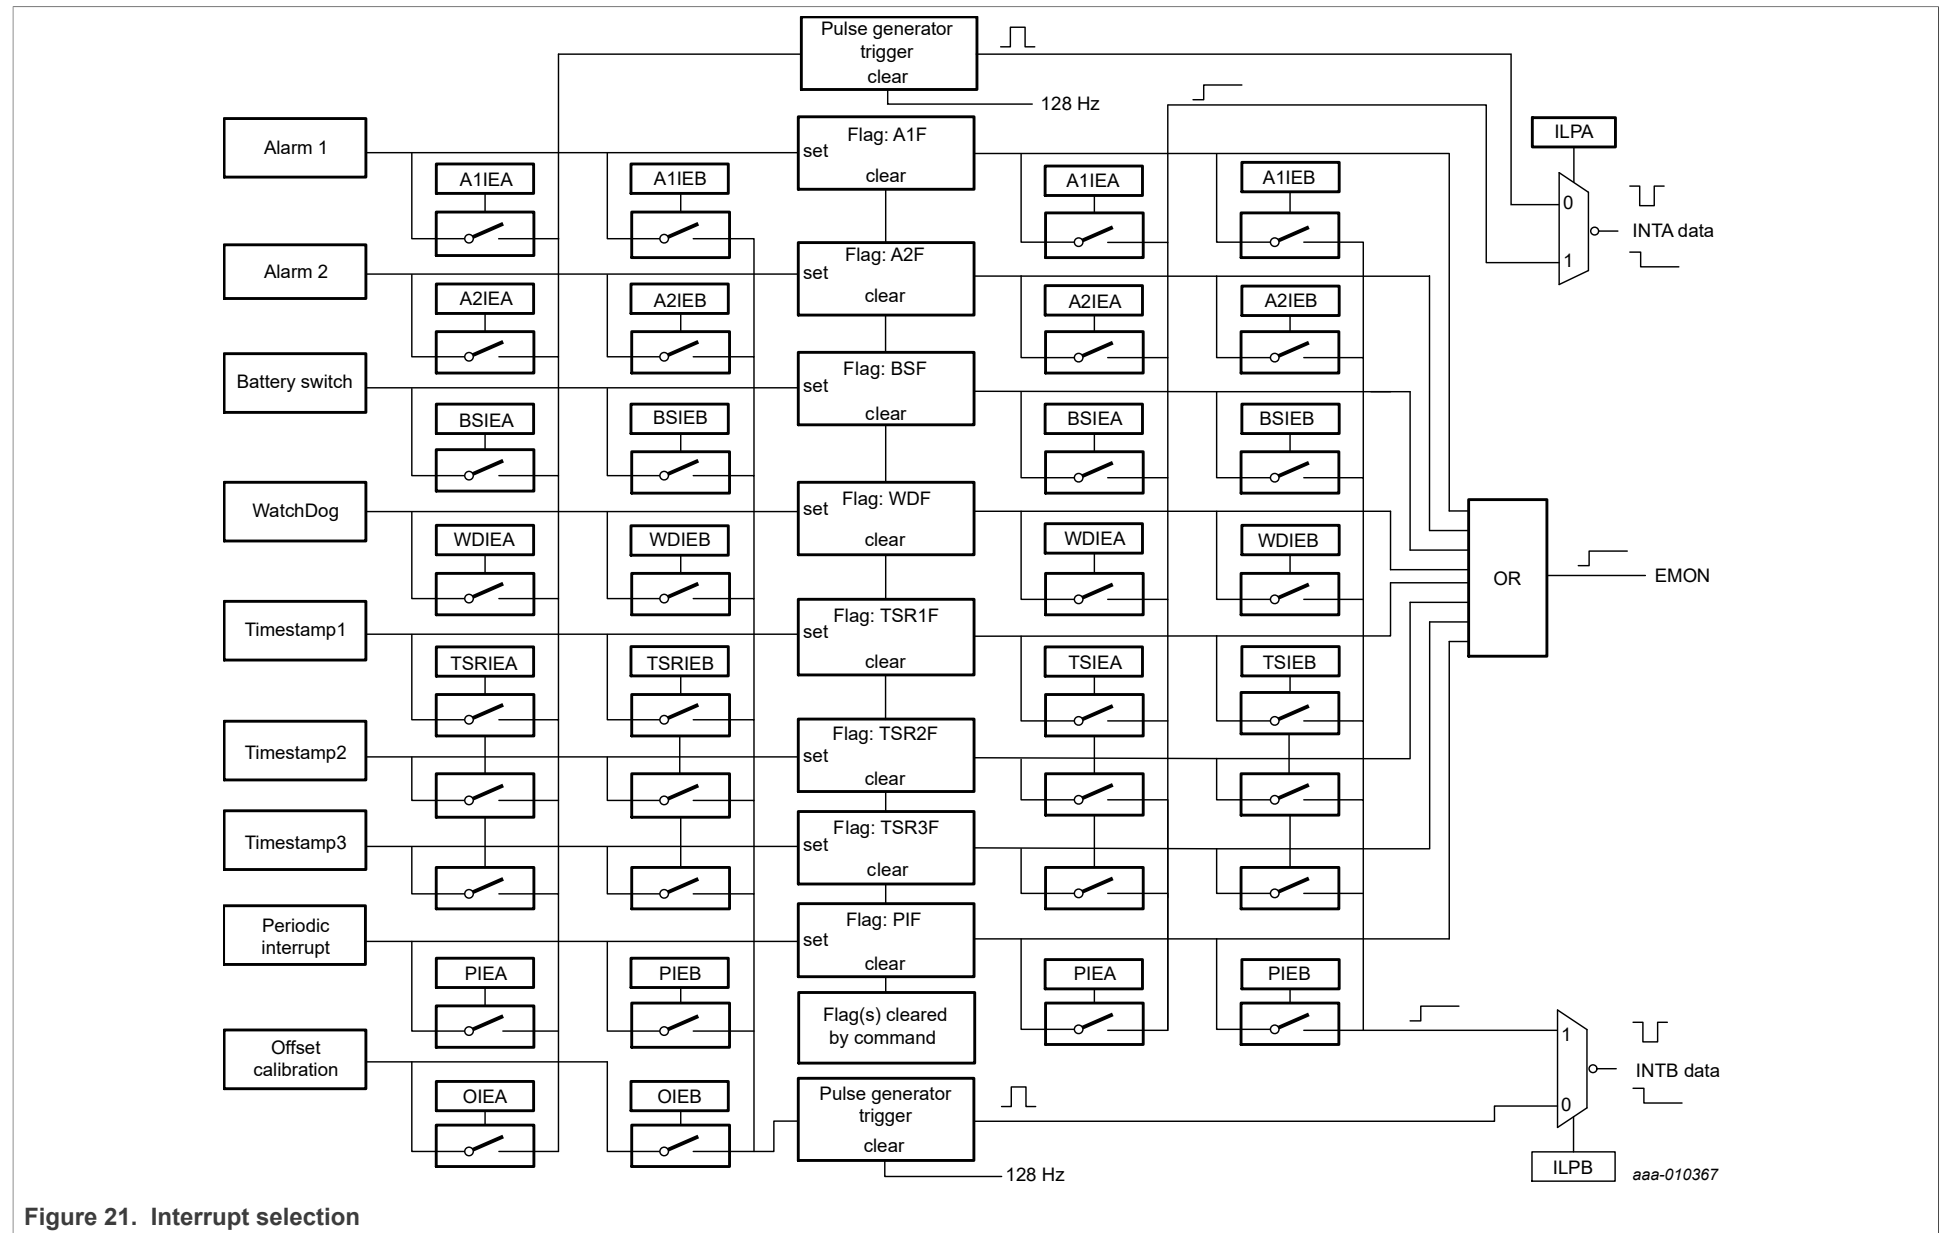 Pulse generator
trigger
clear
128 Hz
Alarm 1
A1IEA
A1IEB
Flag: A1F
set
clear
A1IEA
A1IEB
ILPA
0
INTA data
1
Alarm 2
A2IEA
A2IEB
Flag: A2F
set
clear
A2IEA
A2IEB
Battery switch
BSIEA
BSIEB
Flag: BSF
set
clear
BSIEA
BSIEB
WatchDog
WDIEA
WDIEB
Flag: WDF
set
clear
WDIEA
WDIEB
OR
EMON
Timestamp1
TSRIEA
TSRIEB
Flag: TSR1F
set
clear
TSIEA
TSIEB
Timestamp2
Flag: TSR2F
set
clear
Timestamp3
Flag: TSR3F
set
clear
Periodic
interrupt
PIEA
PIEB
Flag: PIF
set
clear
PIEA
PIEB
Flag(s) cleared
by command
Offset
calibration
OIEA
OIEB
Pulse generator
trigger
clear
128 Hz
1
INTB data
0
ILPB
aaa-010367
Figure 21. Interrupt selection